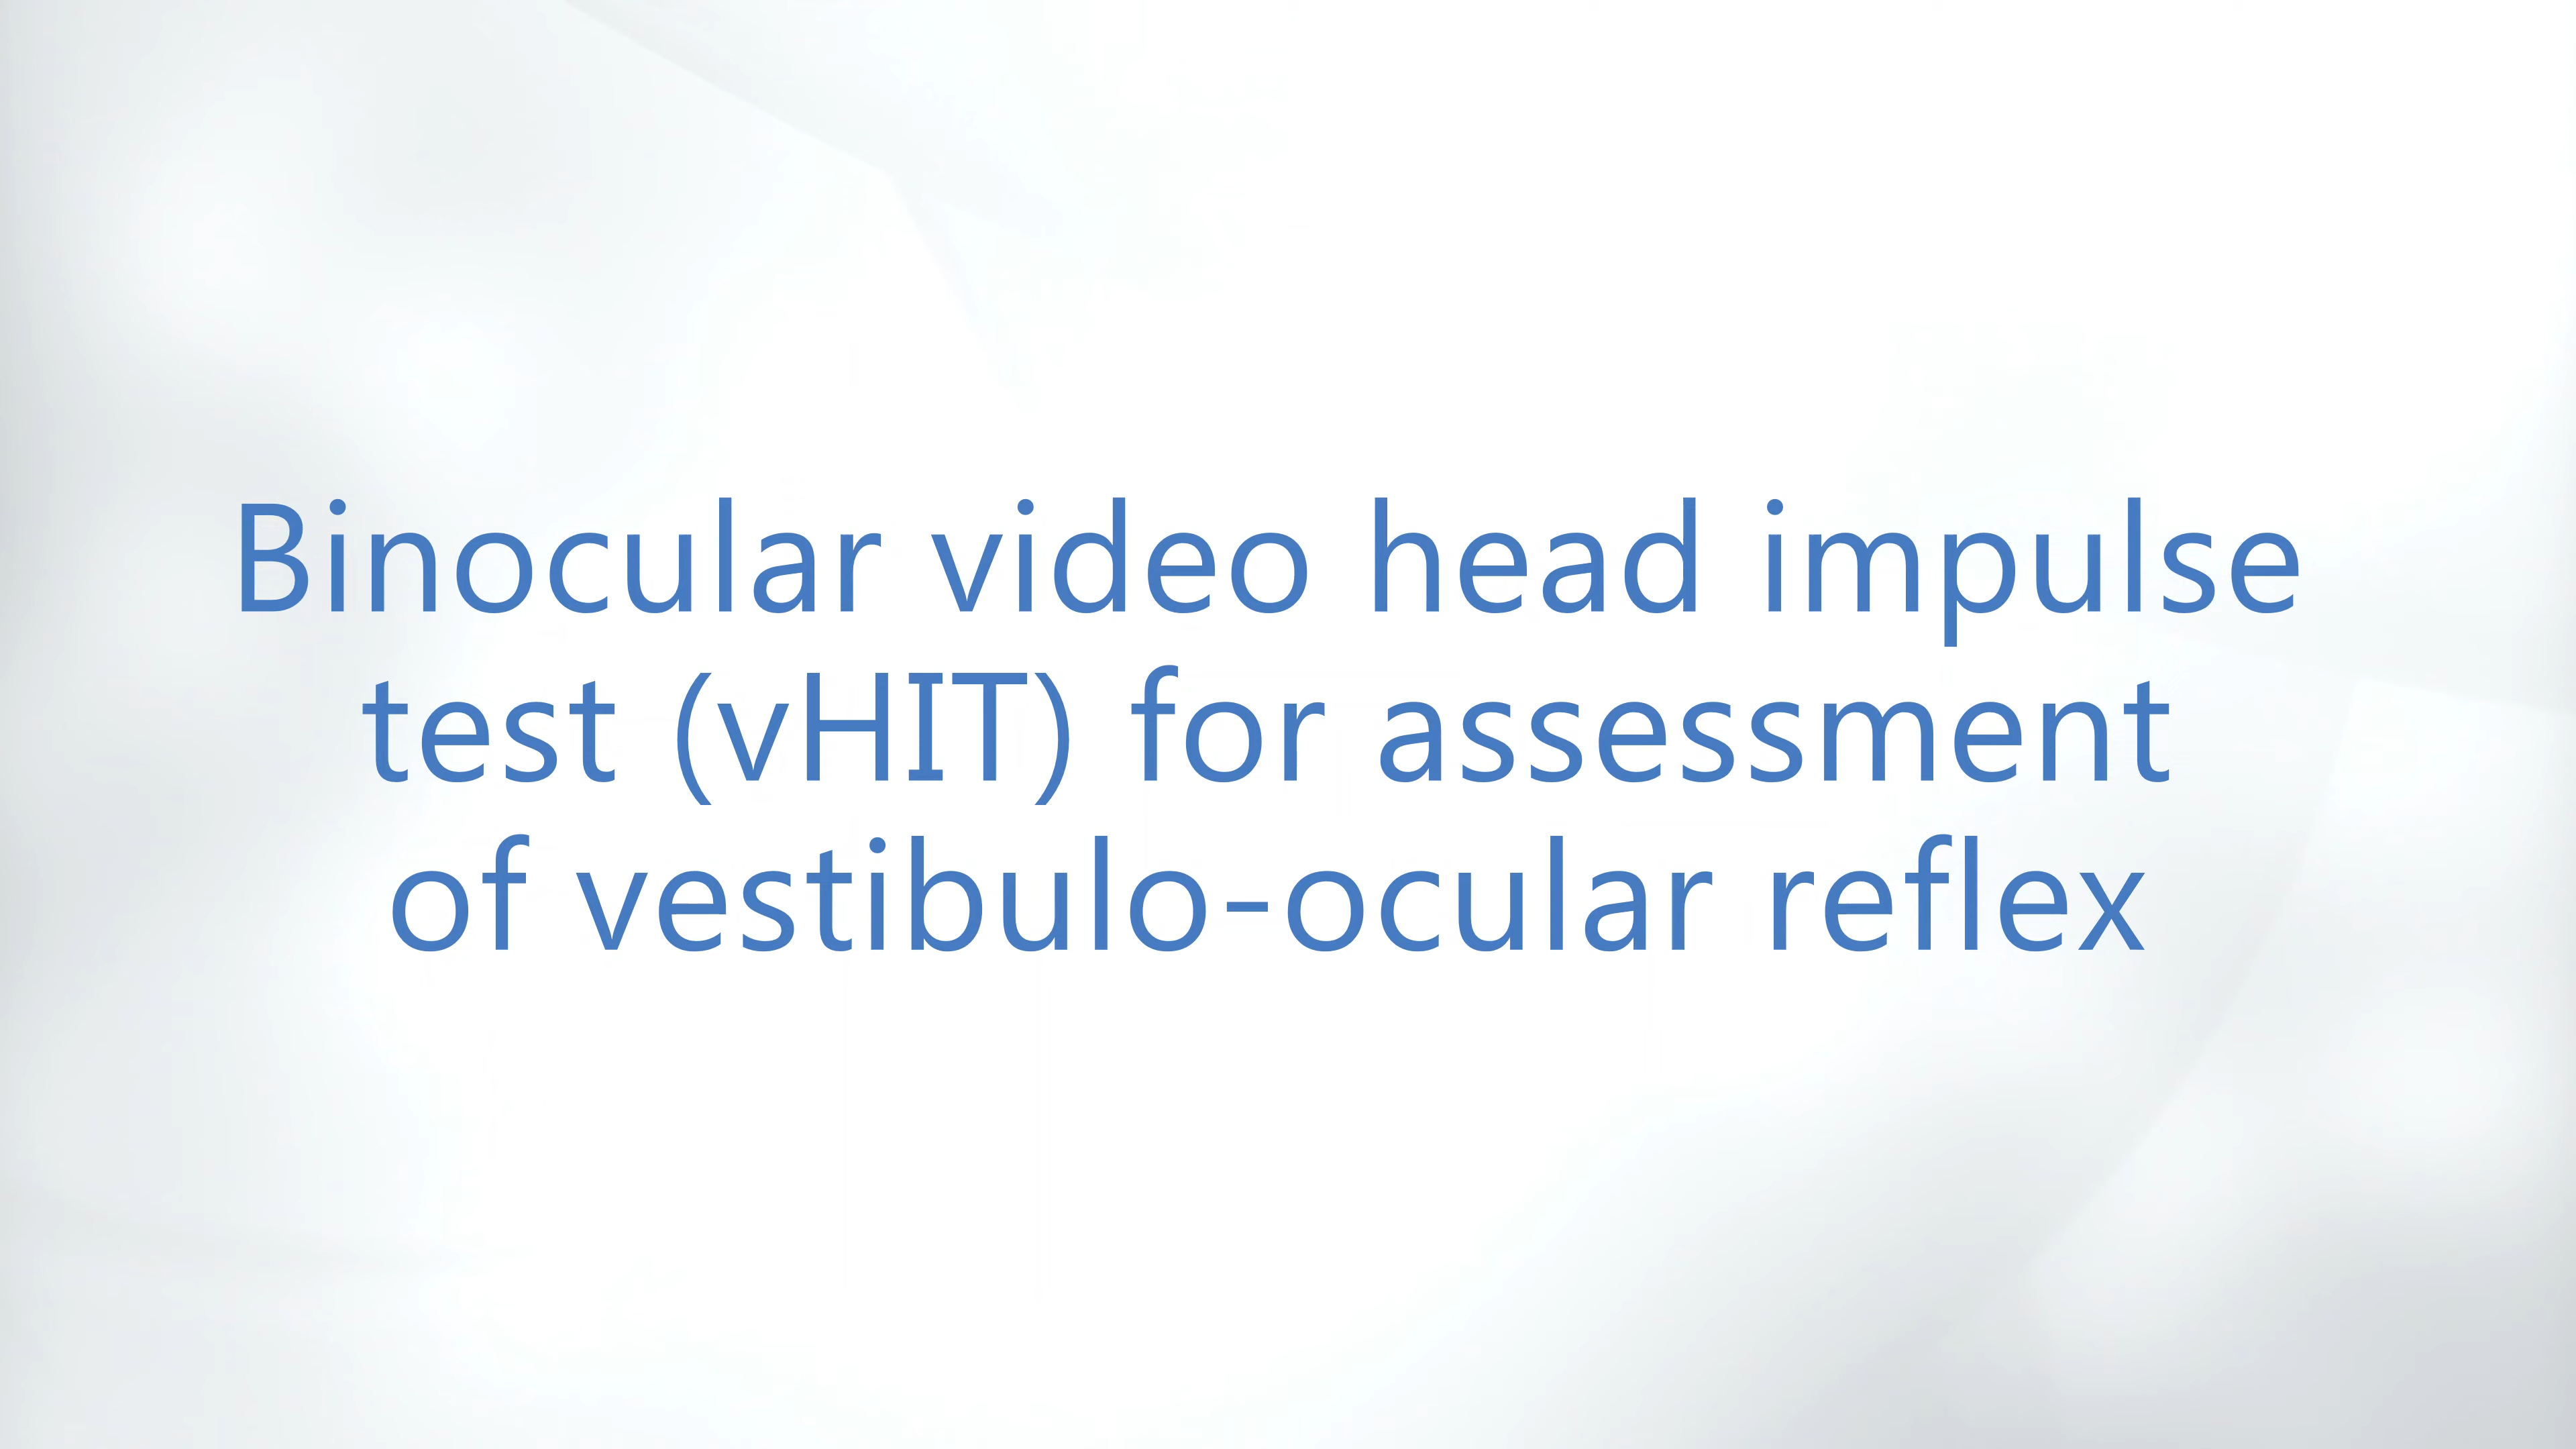 Binocular video head impulse
test (vHIT) for assessment
of vestibulo-ocular reflex